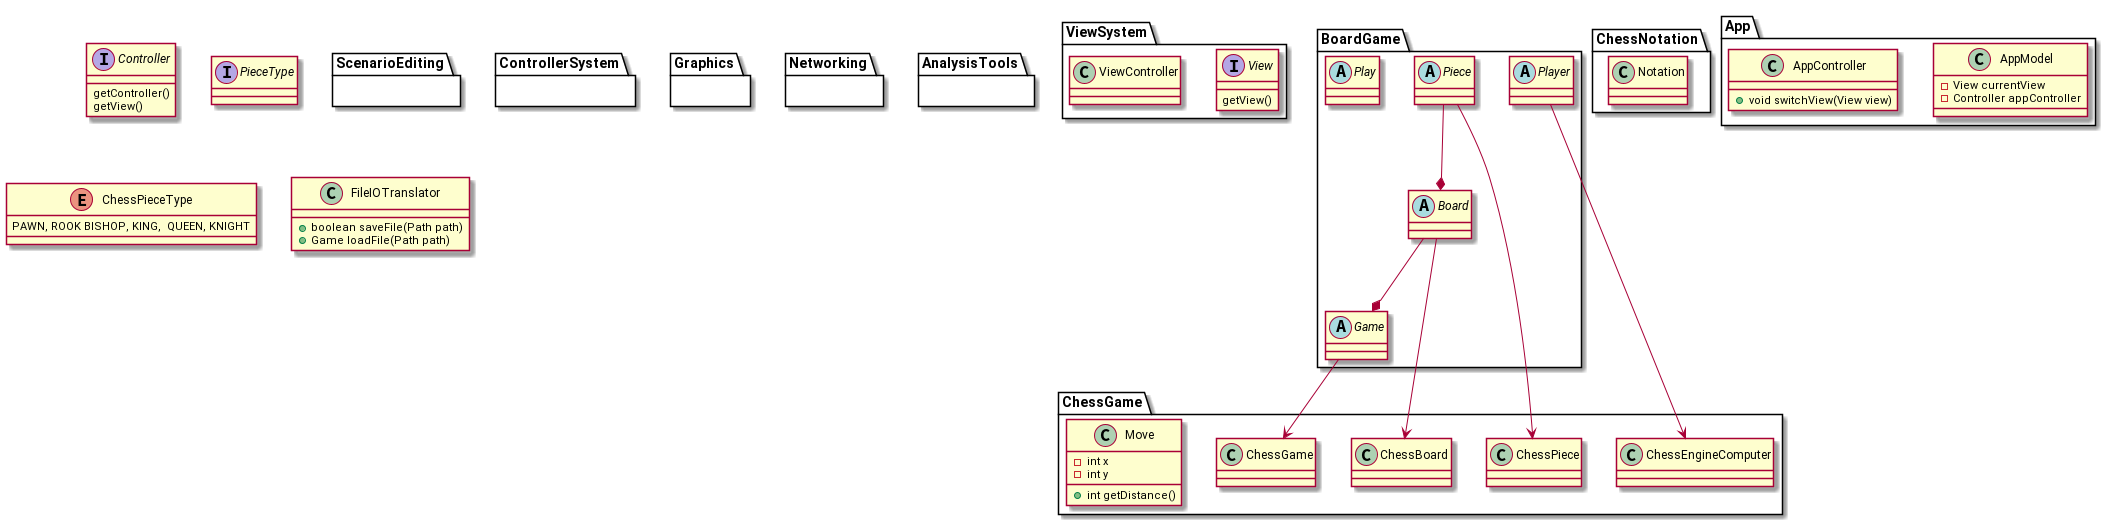 Controller
getController()
getView()
PieceType
ScenarioEditing
ControllerSystem
Graphics
Networking
AnalysisTools
ViewSystem
ViewController
View
getView()
BoardGame
Play
Piece
Player
Board
Game
ChessNotation
Notation
App
AppController
void switchView(View view)
AppModel
View currentView
Controller appController
ChessPieceType
PAWN, ROOK BISHOP, KING,  QUEEN, KNIGHT
FileIOTranslator
boolean saveFile(Path path)
Game loadFile(Path path)
ChessGame
Move
int x
int y
int getDistance()
ChessGame
ChessBoard
ChessPiece
ChessEngineComputer